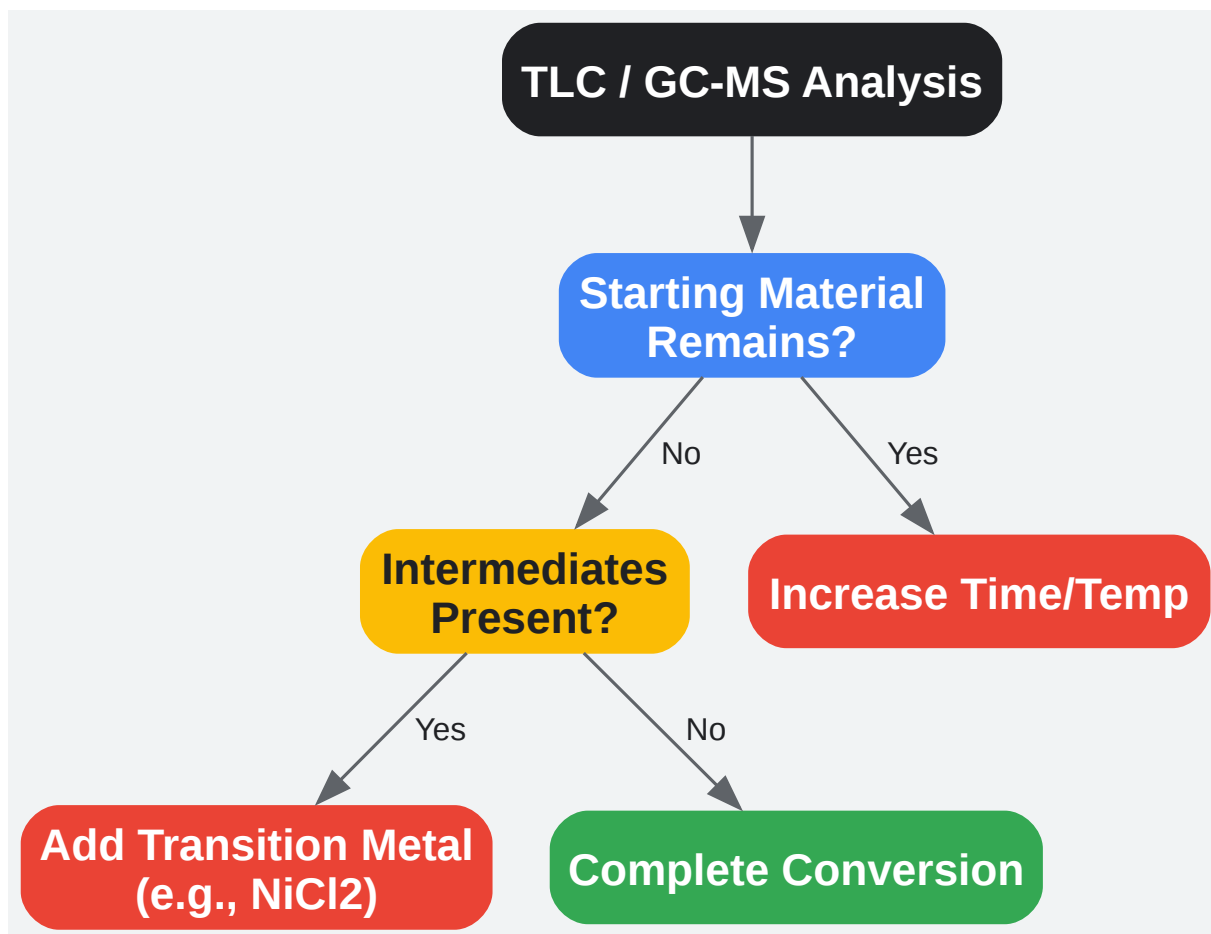 TLC / GC-MS Analysis
Starting Material
Remains?
No
Yes
Intermediates
Present?
Increase Time/Temp
Yes
No
Add Transition Metal
(e.g., NiCl2)
Complete Conversion